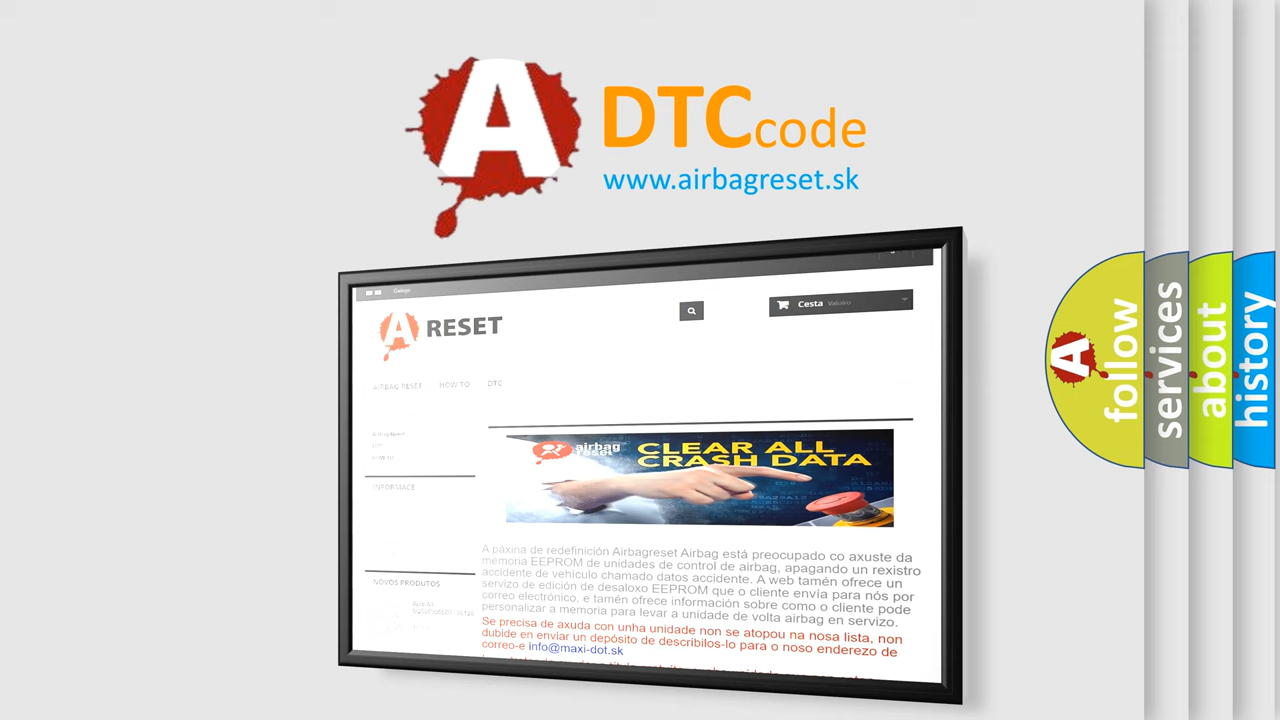 A
DTCcode
www.airbagreset.sk
Galego
A RESET
Cesta Valeiro
AIRBAG RESET HOW TO DTC
INFORMACE
airbag
reset
CLEAR ALL
CRASH DATA
A páxina de redefinición Airbagreset Airbag está preocupado co axuste da
memoria EEPROM de unidades de control de airbag, apagando un rexistro
accidente de vehículo chamado datos accidente. A web tamén ofrece un
servizo de edición de desaloxo EEPROM que o cliente envía para nós por
correo electrónico, e tamén ofrece información sobre como o cliente pode
personalizar a memoria para levar a unidade de volta airbag en servizo.
Se precisa de axuda con unha unidade non se atopou na nosa lista, non
dubide en enviar un depósito de describilos-lo para o noso enderezo de
correo-e info@maxi-dot.sk
NOVOS PRODUTOS
A
follow
services
about
history